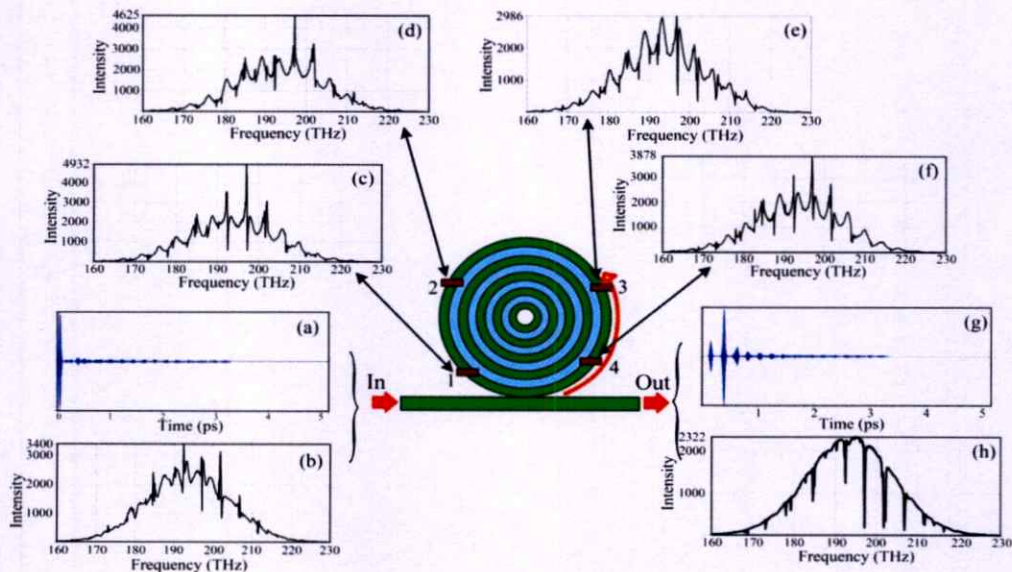 (d)
4625
4000
3000
2000
1000
Intensity
160 170 180 190 200 210 220 230
Frequency (THz)
(e)
2986
2000
1000
Intensity
160 170 180 190 200 210 220 230
Frequency (THz)
(c)
4932
4000
3000
2000
1000
Intensity
160 170 180 190 200 210 220 230
Frequency (THz)
(f)
3878
3000
2000
1000
Intensity
160 170 180 190 200 210 220 230
Frequency (THz)
2
3
1
4
(a)
0 1 2 3 4 5
Time (ps)
In
Out
(g)
0 1 2 3 4 5
Time (ps)
(b)
3400
3000
2000
1000
Intensity
160 170 180 190 200 210 220 230
Frequency (THz)
(h)
2322
2000
1000
Intensity
160 170 180 190 200 210 220 230
Frequency (THz)